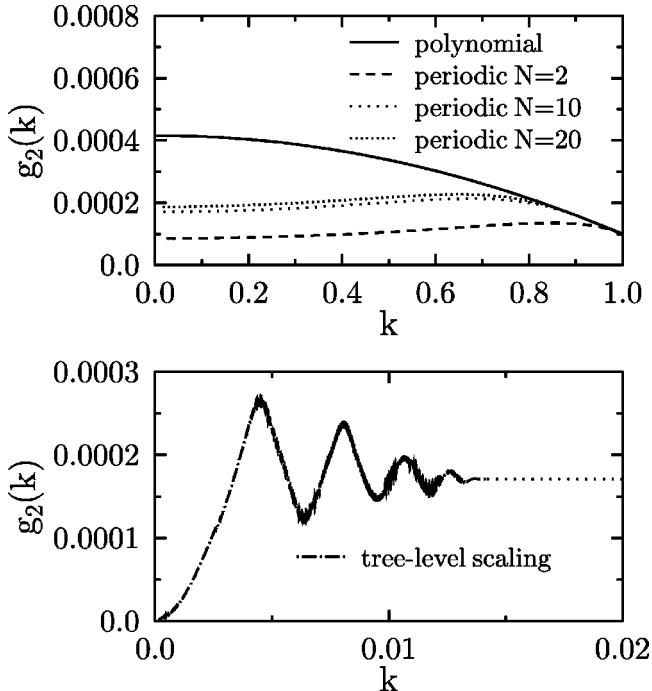 0.0008
0.0006
0.0004
0.0002
0.0
g₂(k)
polynomial
periodic N=2
periodic N=10
periodic N=20
0.0 0.2 0.4 0.6 0.8 1.0
k
0.0003
0.0002
0.0001
0.0
g₂(k)
tree-level scaling
0.0 0.01 0.02
k